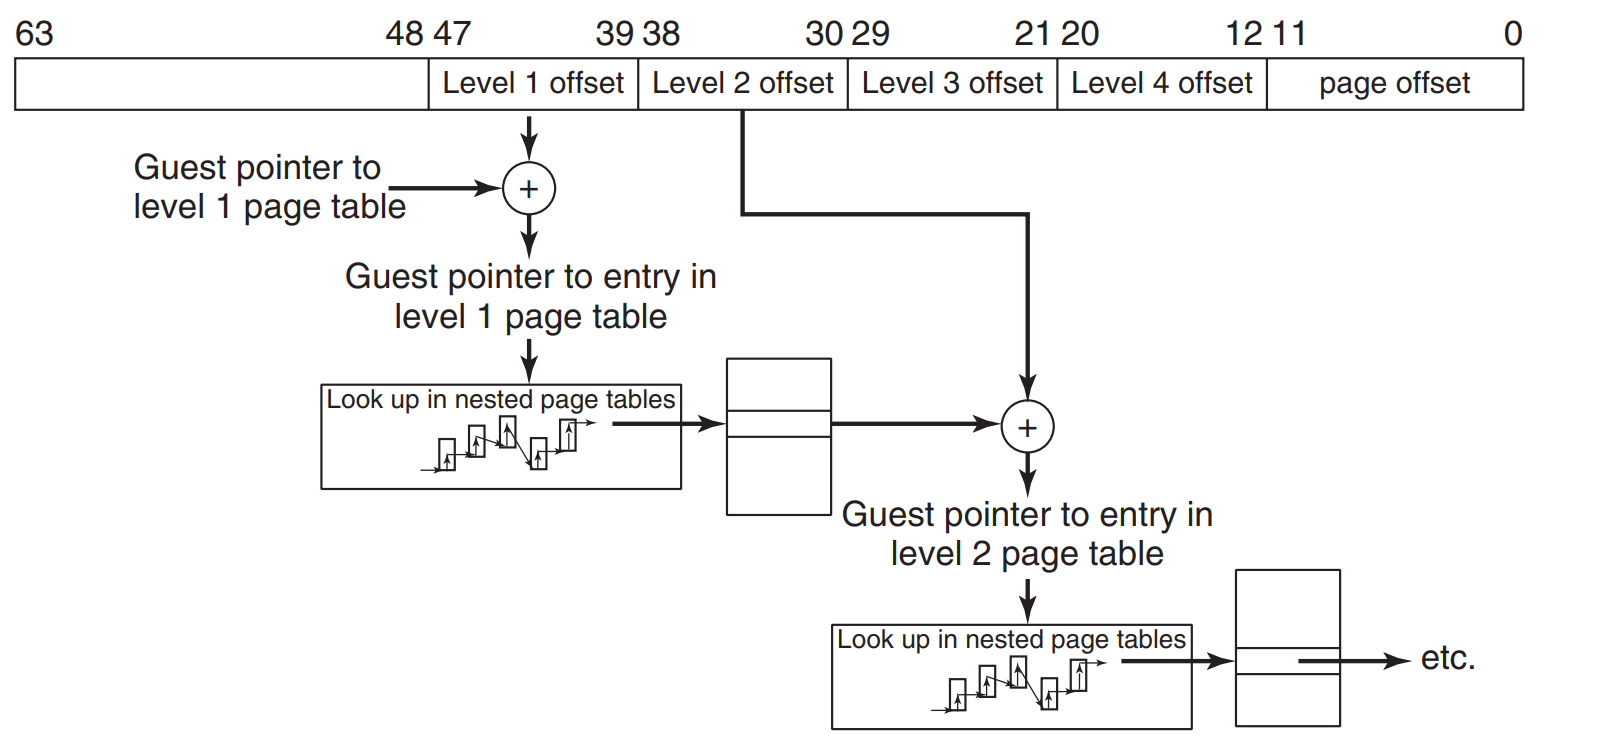 63 48 47 39 38 30 29 21 20 12 11 0
Level 1 offset Level 2 offset Level 3 offset Level 4 offset page offset
Guest pointer to
level 1 page table
+
Guest pointer to entry in
level 1 page table
Look up in nested page tables
+
Guest pointer to entry in
level 2 page table
Look up in nested page tables
etc.